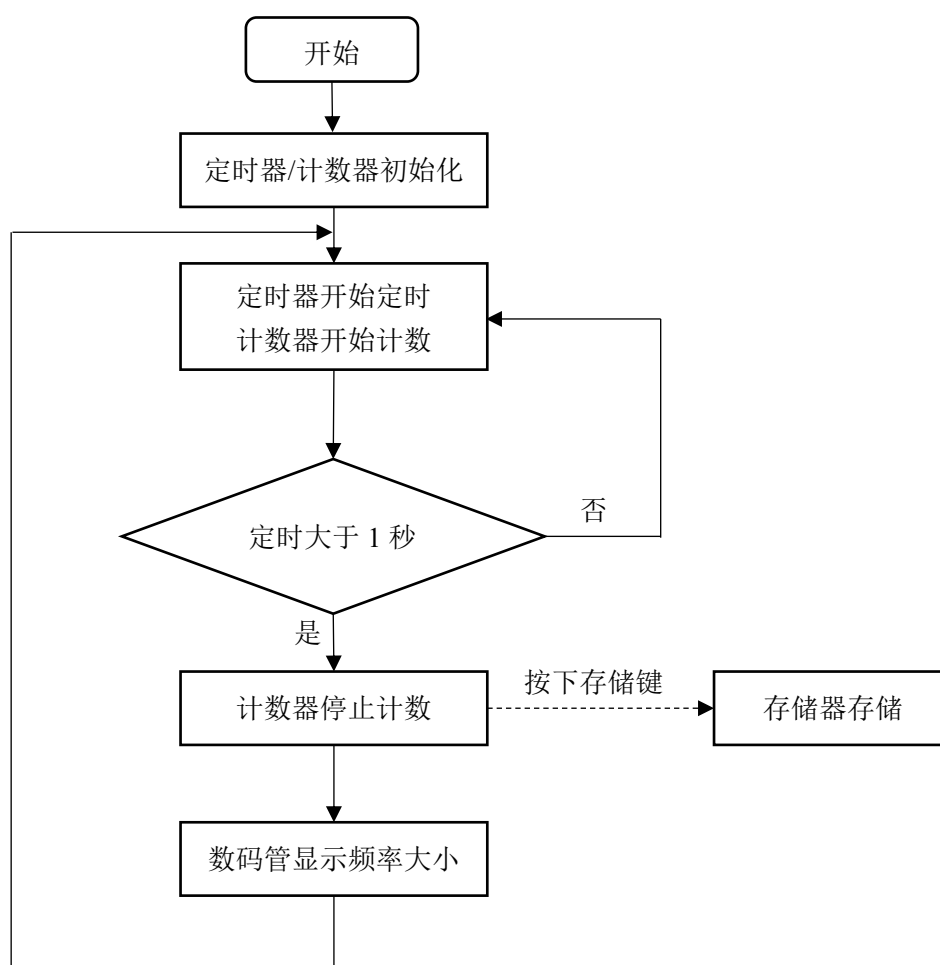 开始
定时器/计数器初始化
定时器开始定时
计数器开始计数
否
定时大于 1 秒
是
按下存储键
计数器停止计数
存储器存储
数码管显示频率大小